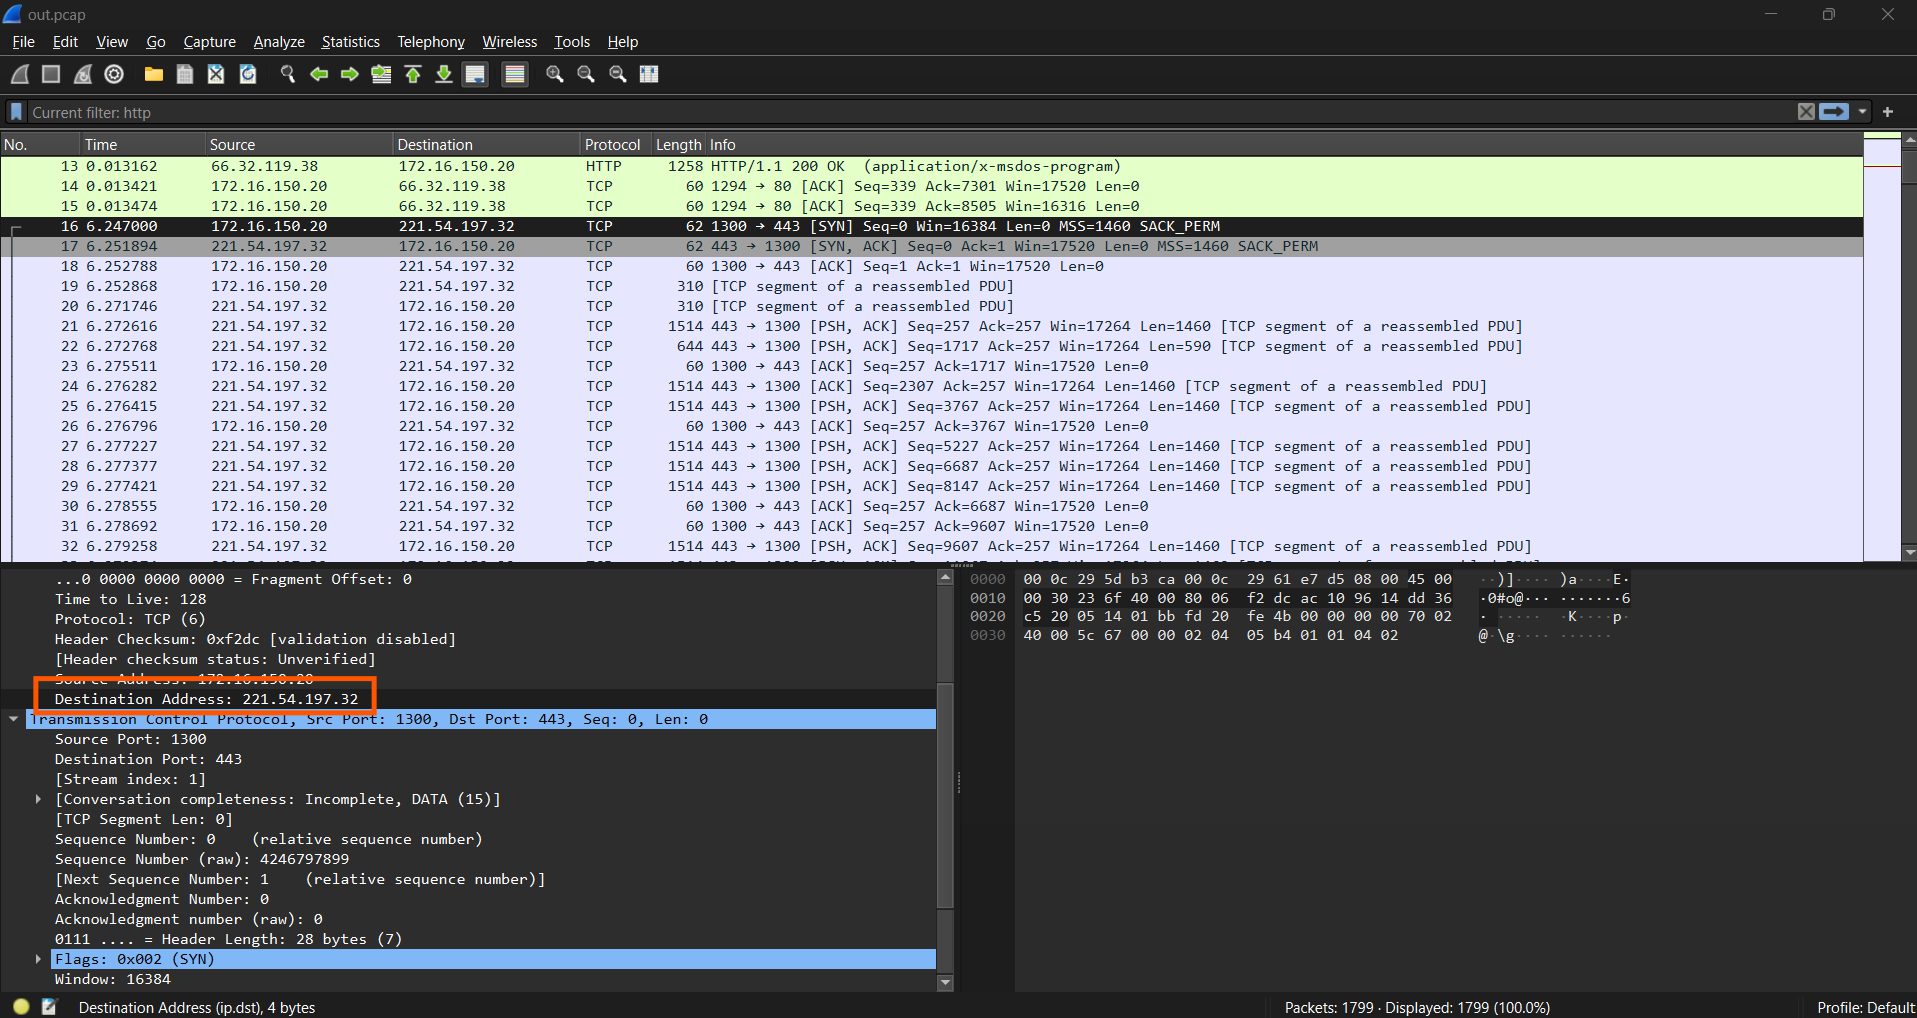 out.pcap
File Edit View Go Capture Analyze Statistics Telephony Wireless Tools Help
Current filter: http
No. Time Source Destination Protocol Length Info
13 0.013162 66.32.119.38 172.16.150.20 HTTP 1258 HTTP/1.1 200 OK (application/x-msdos-program)
14 0.013421 172.16.150.20 66.32.119.38 TCP 60 1294 → 80 [ACK] Seq=339 Ack=7301 Win=17520 Len=0
15 0.013474 172.16.150.20 66.32.119.38 TCP 60 1294 → 80 [ACK] Seq=339 Ack=8505 Win=16316 Len=0
16 6.247000 172.16.150.20 221.54.197.32 TCP 62 1300 → 443 [SYN] Seq=0 Win=16384 Len=0 MSS=1460 SACK_PERM
17 6.251894 221.54.197.32 172.16.150.20 TCP 62 443 → 1300 [SYN, ACK] Seq=0 Ack=1 Win=17520 Len=0 MSS=1460 SACK_PERM
18 6.252788 172.16.150.20 221.54.197.32 TCP 60 1300 → 443 [ACK] Seq=1 Ack=1 Win=17520 Len=0
19 6.252868 172.16.150.20 221.54.197.32 TCP 310 [TCP segment of a reassembled PDU]
20 6.271746 221.54.197.32 172.16.150.20 TCP 310 [TCP segment of a reassembled PDU]
21 6.272616 221.54.197.32 172.16.150.20 TCP 1514 443 → 1300 [PSH, ACK] Seq=257 Ack=257 Win=17264 Len=1460 [TCP segment of a reassembled PDU]
22 6.272768 221.54.197.32 172.16.150.20 TCP 644 443 → 1300 [PSH, ACK] Seq=1717 Ack=257 Win=17264 Len=590 [TCP segment of a reassembled PDU]
23 6.275511 172.16.150.20 221.54.197.32 TCP 60 1300 → 443 [ACK] Seq=257 Ack=1717 Win=17520 Len=0
24 6.276282 221.54.197.32 172.16.150.20 TCP 1514 443 → 1300 [ACK] Seq=2307 Ack=257 Win=17264 Len=1460 [TCP segment of a reassembled PDU]
25 6.276415 221.54.197.32 172.16.150.20 TCP 1514 443 → 1300 [PSH, ACK] Seq=3767 Ack=257 Win=17264 Len=1460 [TCP segment of a reassembled PDU]
26 6.276796 172.16.150.20 221.54.197.32 TCP 60 1300 → 443 [ACK] Seq=257 Ack=3767 Win=17520 Len=0
27 6.277227 221.54.197.32 172.16.150.20 TCP 1514 443 → 1300 [PSH, ACK] Seq=5227 Ack=257 Win=17264 Len=1460 [TCP segment of a reassembled PDU]
28 6.277377 221.54.197.32 172.16.150.20 TCP 1514 443 → 1300 [PSH, ACK] Seq=6687 Ack=257 Win=17264 Len=1460 [TCP segment of a reassembled PDU]
29 6.277421 221.54.197.32 172.16.150.20 TCP 1514 443 → 1300 [PSH, ACK] Seq=8147 Ack=257 Win=17264 Len=1460 [TCP segment of a reassembled PDU]
30 6.278555 172.16.150.20 221.54.197.32 TCP 60 1300 → 443 [ACK] Seq=257 Ack=6687 Win=17520 Len=0
31 6.278692 172.16.150.20 221.54.197.32 TCP 60 1300 → 443 [ACK] Seq=257 Ack=9607 Win=17520 Len=0
32 6.279258 221.54.197.32 172.16.150.20 TCP 1514 443 → 1300 [PSH, ACK] Seq=9607 Ack=257 Win=17264 Len=1460 [TCP segment of a reassembled PDU]
...0 0000 0000 0000 = Fragment Offset: 0
Time to Live: 128
Protocol: TCP (6)
Header Checksum: 0xf2dc [validation disabled]
[Header checksum status: Unverified]
Source Address: 172.16.150.20
Destination Address: 221.54.197.32
Transmission Control Protocol, Src Port: 1300, Dst Port: 443, Seq: 0, Len: 0
Source Port: 1300
Destination Port: 443
[Stream index: 1]
[Conversation completeness: Incomplete, DATA (15)]
[TCP Segment Len: 0]
Sequence Number: 0 (relative sequence number)
Sequence Number (raw): 4246797899
[Next Sequence Number: 1 (relative sequence number)]
Acknowledgment Number: 0
Acknowledgment number (raw): 0
0111 .... = Header Length: 28 bytes (7)
Flags: 0x002 (SYN)
Window: 16384
0000 00 0c 29 5d b3 ca 00 0c 29 61 e7 d5 08 00 45 00 ··)]···· )a····E·
0010 00 30 23 6f 40 00 80 06 f2 dc ac 10 96 14 dd 36 ·0#o@··· ·······6
0020 c5 20 05 14 01 bb fd 20 fe 4b 00 00 00 00 70 02 · ····· ·K····p·
0030 40 00 5c 67 00 00 02 04 05 b4 01 01 04 02 @·\g···· ······
Destination Address (ip.dst), 4 bytes
Packets: 1799 · Displayed: 1799 (100.0%)
Profile: Default